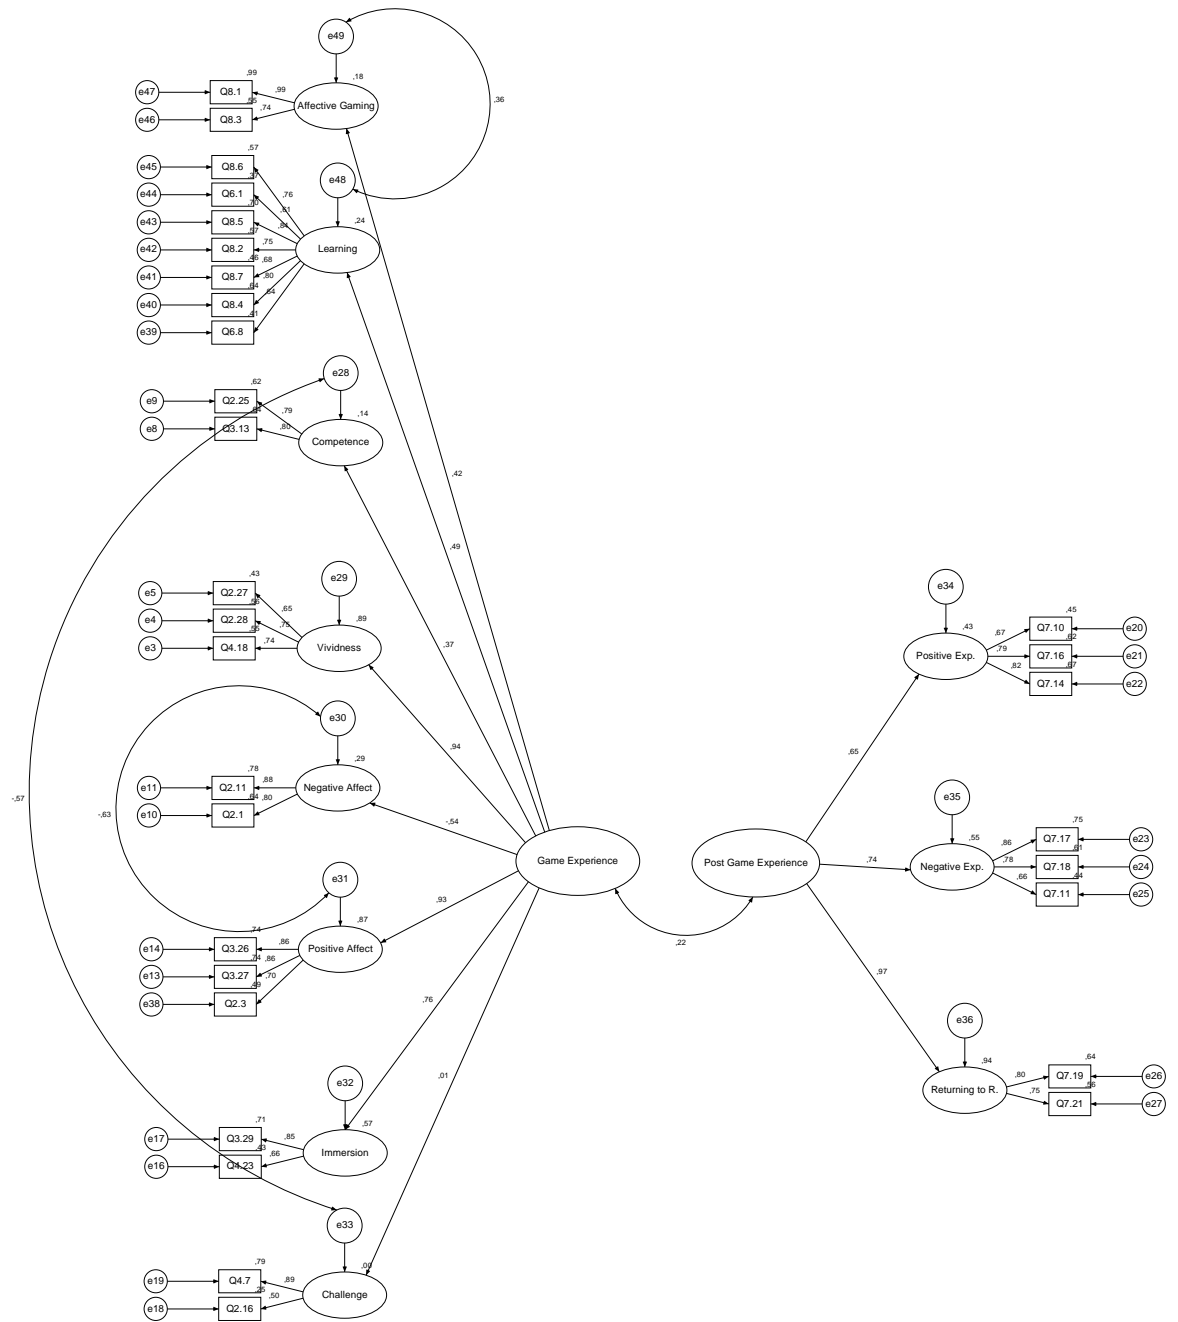 e49
,99
,18
e47
Q8.1
,99
Affective Gaming
,36
,55
,74
e46
Q8.3
,57
e45
Q8.6
e48
,37
,76
e44
Q6.1
,70
,61
,24
e43
Q8.5
,84
,57
,75
Learning
e42
Q8.2
,46
,68
e41
Q8.7
,80
,64
,64
e40
Q8.4
,41
e39
Q6.8
e28
,62
e9
Q2.25
,79
,14
,64
,80
e8
Q3.13
Competence
,42
,49
,43
e29
e5
Q2.27
,65
,56
,89
e4
Q2.28
,75
,55
,74
e3
Q4.18
Vividness
,37
e34
,45
,43
,67
Q7.10
e20
,62
,79
Positive Exp.
Q7.16
e21
,67
,82
Q7.14
e22
e30
,94
,65
,29
,78
,88
e11
Q2.11
Negative Affect
,64
,80
e10
Q2.1
-,57
-,63
-,54
e35
,75
,55
,86
Q7.17
e23
,61
,78
Negative Exp.
Q7.18
e24
,44
,66
Q7.11
e25
Game Experience
Post Game Experience
,74
e31
,93
,87
,74
,86
e14
Q3.26
Positive Affect
,74
,86
e13
Q3.27
,70
,49
e38
Q2.3
,22
,97
,76
e36
,94
,64
,80
Q7.19
e26
,56
,75
Returning to R.
Q7.21
e27
,01
e32
,71
,57
e17
Q3.29
,85
,43
,66
Immersion
e16
Q4.23
e33
,79
,00
e19
Q4.7
,89
,25
,50
Challenge
e18
Q2.16